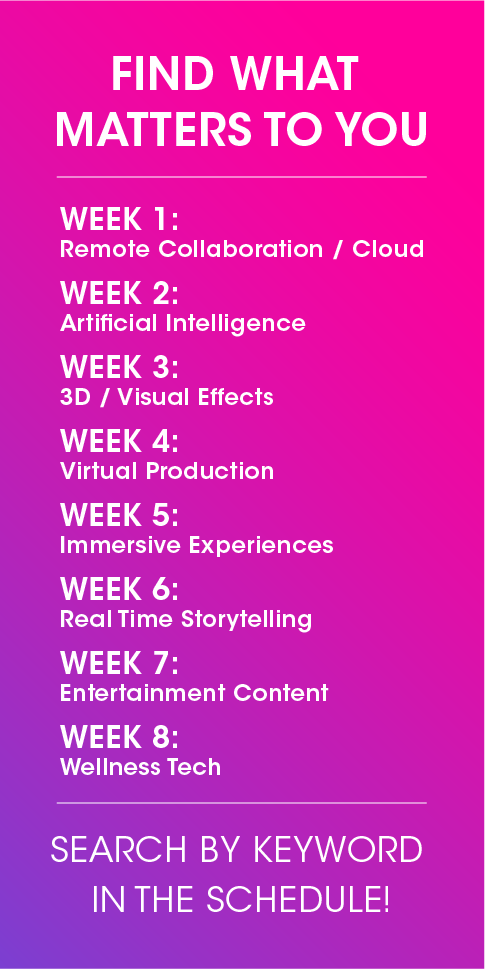 FIND WHAT
MATTERS TO YOU
WEEK 1:
Remote Collaboration / Cloud
WEEK 2:
Artificial Intelligence
WEEK 3:
3D / Visual Effects
WEEK 4:
Virtual Production
WEEK 5:
Immersive Experiences
WEEK 6:
Real Time Storytelling
WEEK 7:
Entertainment Content
WEEK 8:
Wellness Tech
SEARCH BY KEYWORD
IN THE SCHEDULE!